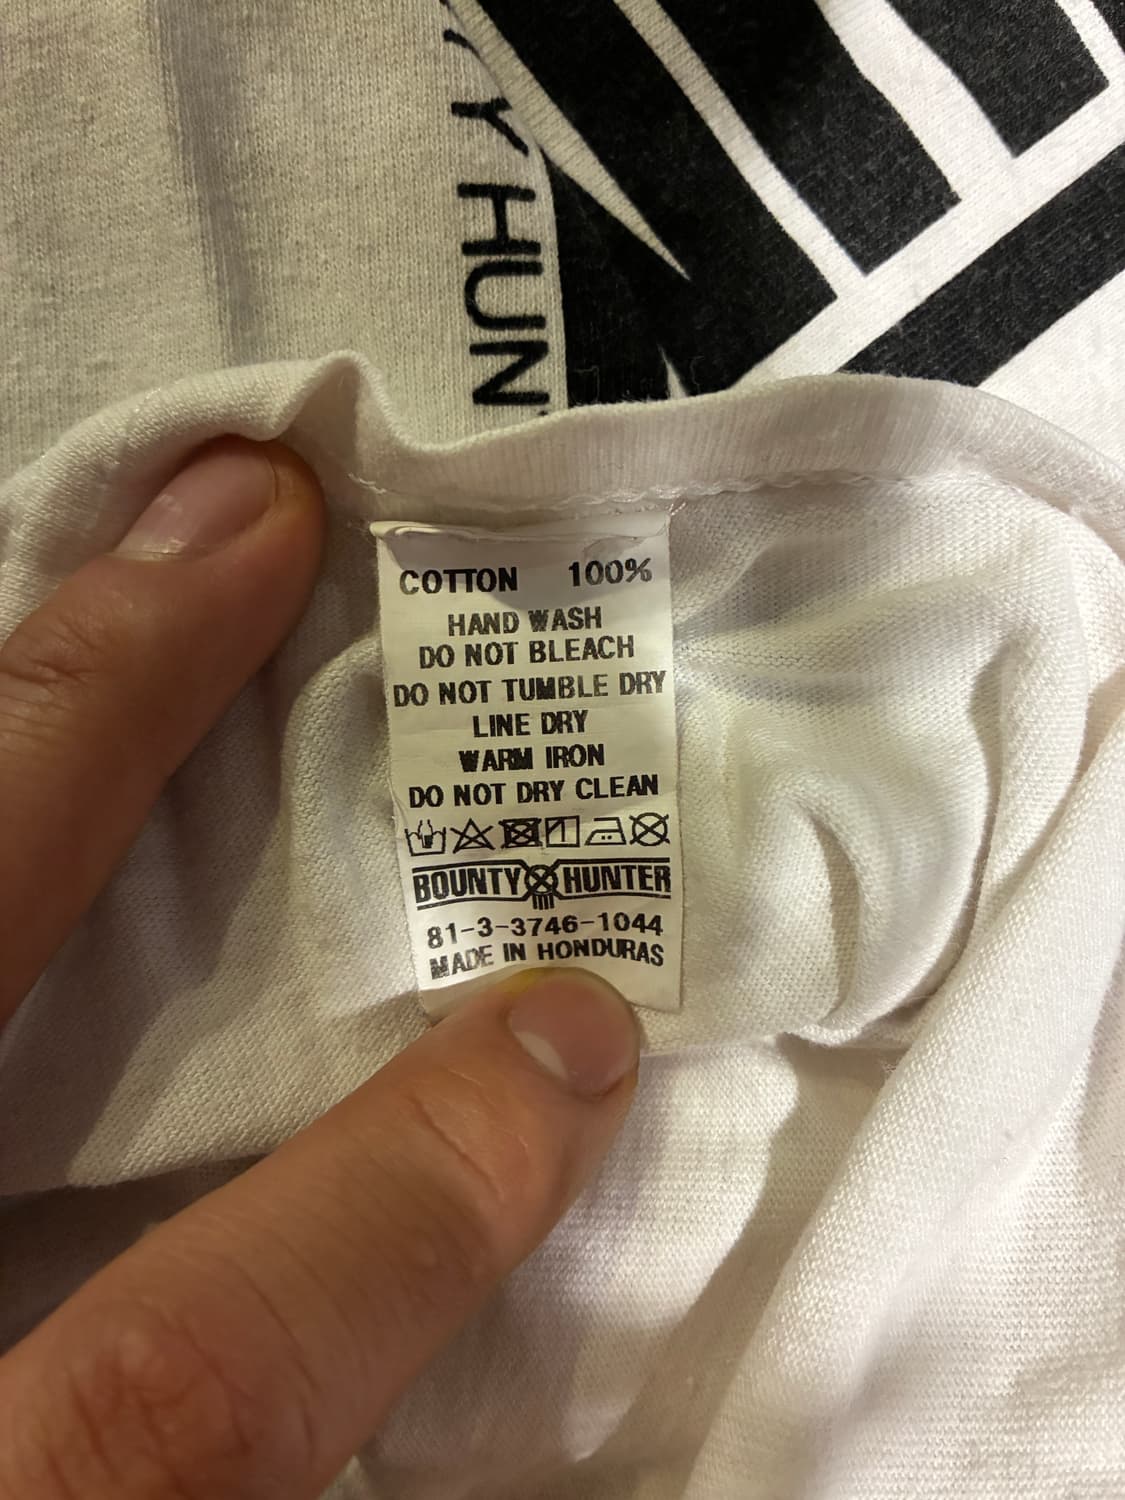 Y HUN
COTTON 100%
HAND WASH
DO NOT BLEACH
DO NOT TUMBLE DRY
LINE DRY
WARM IRON
DO NOT DRY CLEAN
BOUNTY HUNTER
81-3-3746-1044
MADE IN HONDURAS